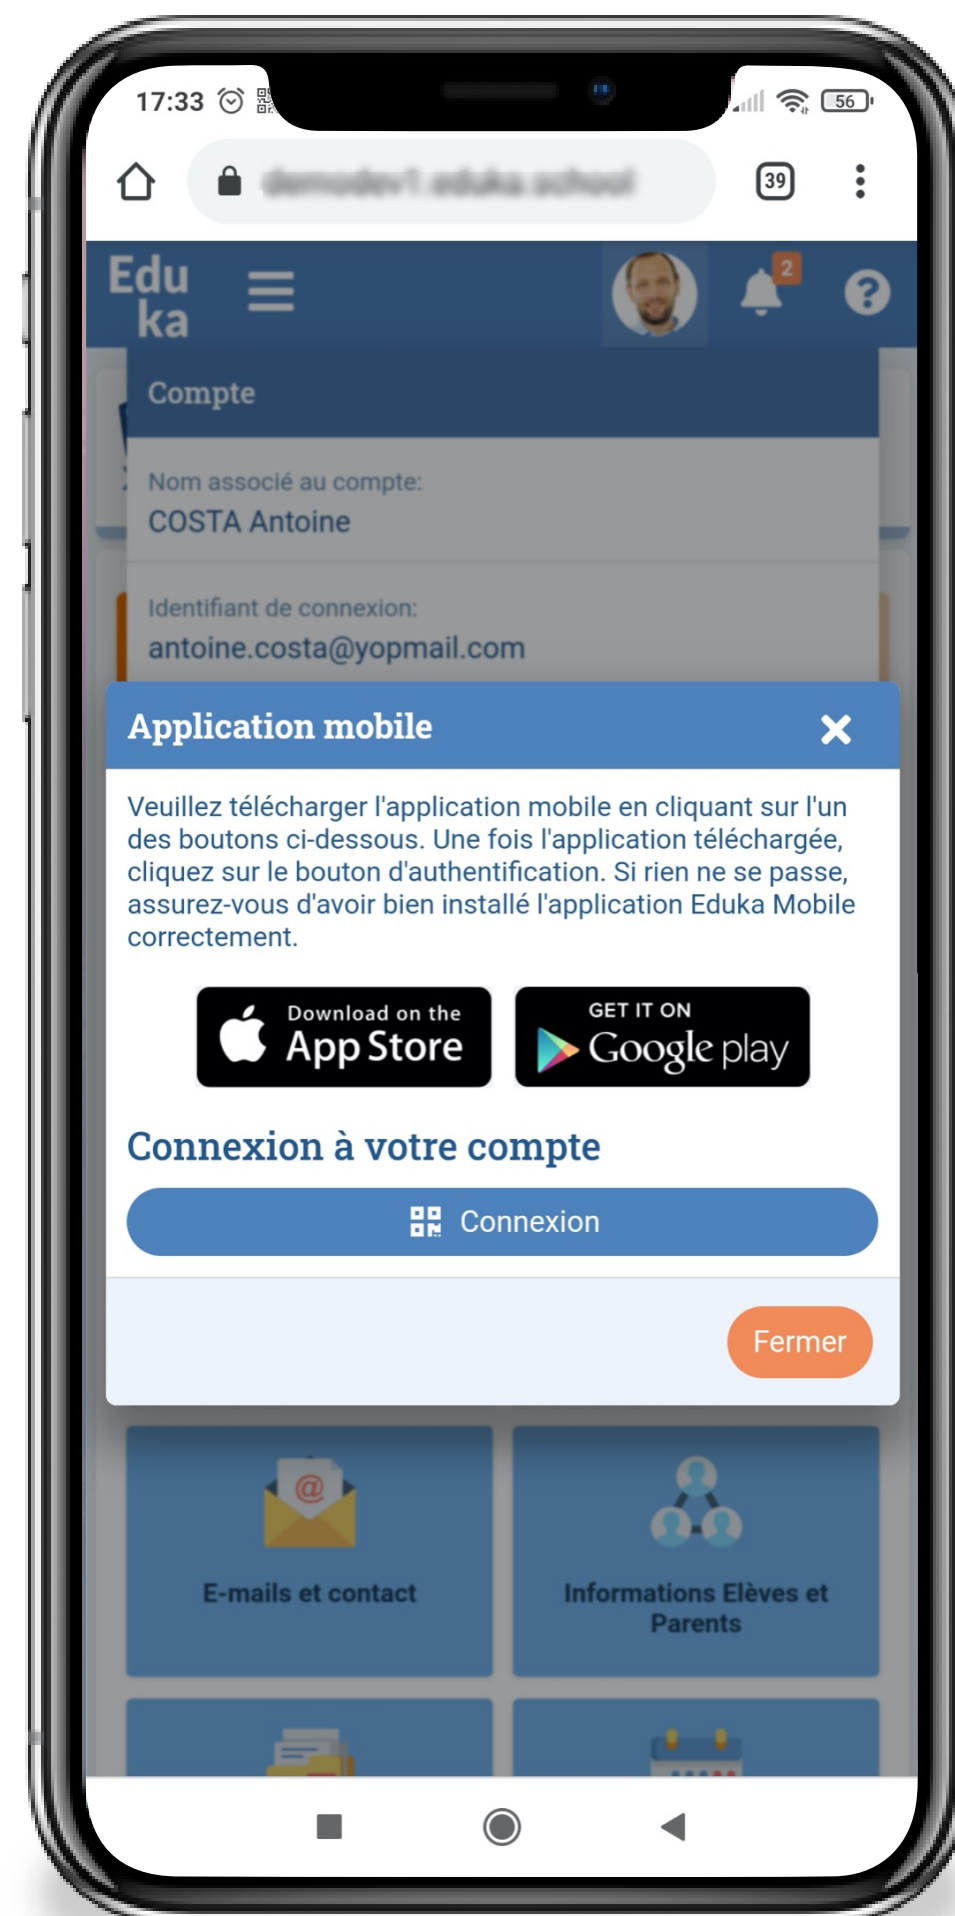 17:33
56
demodev1.eduka.school
39
Edu
ka
2
?
Compte
Nom associé au compte:
COSTA Antoine
Identifiant de connexion:
antoine.costa@yopmail.com
Application mobile
Veuillez télécharger l'application mobile en cliquant sur l'un
des boutons ci-dessous. Une fois l'application téléchargée,
cliquez sur le bouton d'authentification. Si rien ne se passe,
assurez-vous d'avoir bien installé l'application Eduka Mobile
correctement.
Download on the
App Store
GET IT ON
Google play
Connexion à votre compte
Connexion
Fermer
@
E-mails et contact
Informations Elèves et
Parents